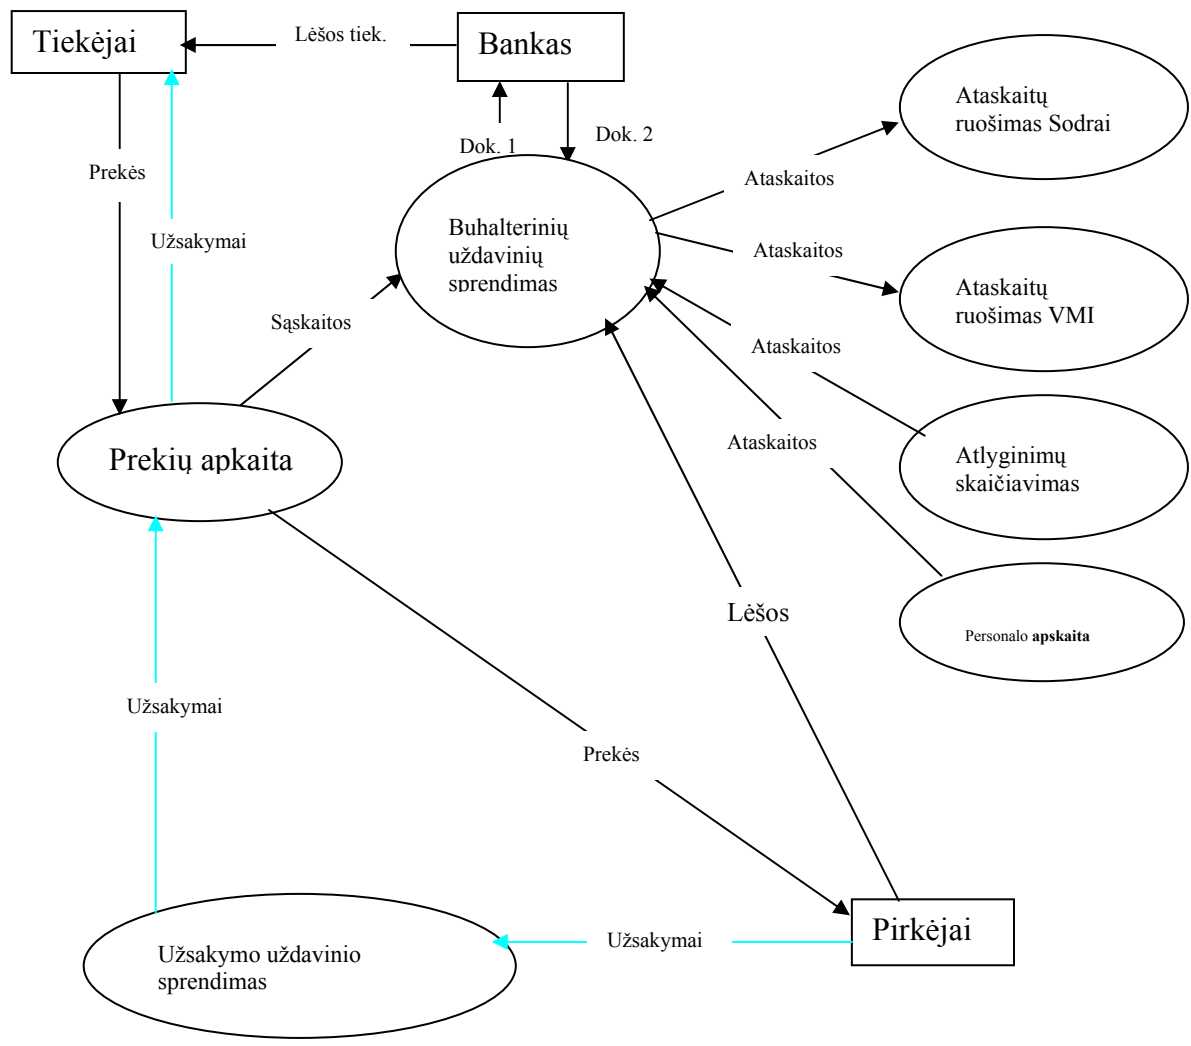 Tiekėjai
Lėšos tiek.
Bankas
Ataskaitų
ruošimas Sodrai
Dok. 1
Dok. 2
Prekės
Ataskaitos
Užsakymai
Buhalterinių
uždavinių
sprendimas
Ataskaitos
Ataskaitų
ruošimas VMI
Sąskaitos
Ataskaitos
Prekių apkaita
Ataskaitos
Atlyginimų
skaičiavimas
Lėšos
Personalo apskaita
Užsakymai
Prekės
Užsakymo uždavinio
sprendimas
Užsakymai
Pirkėjai